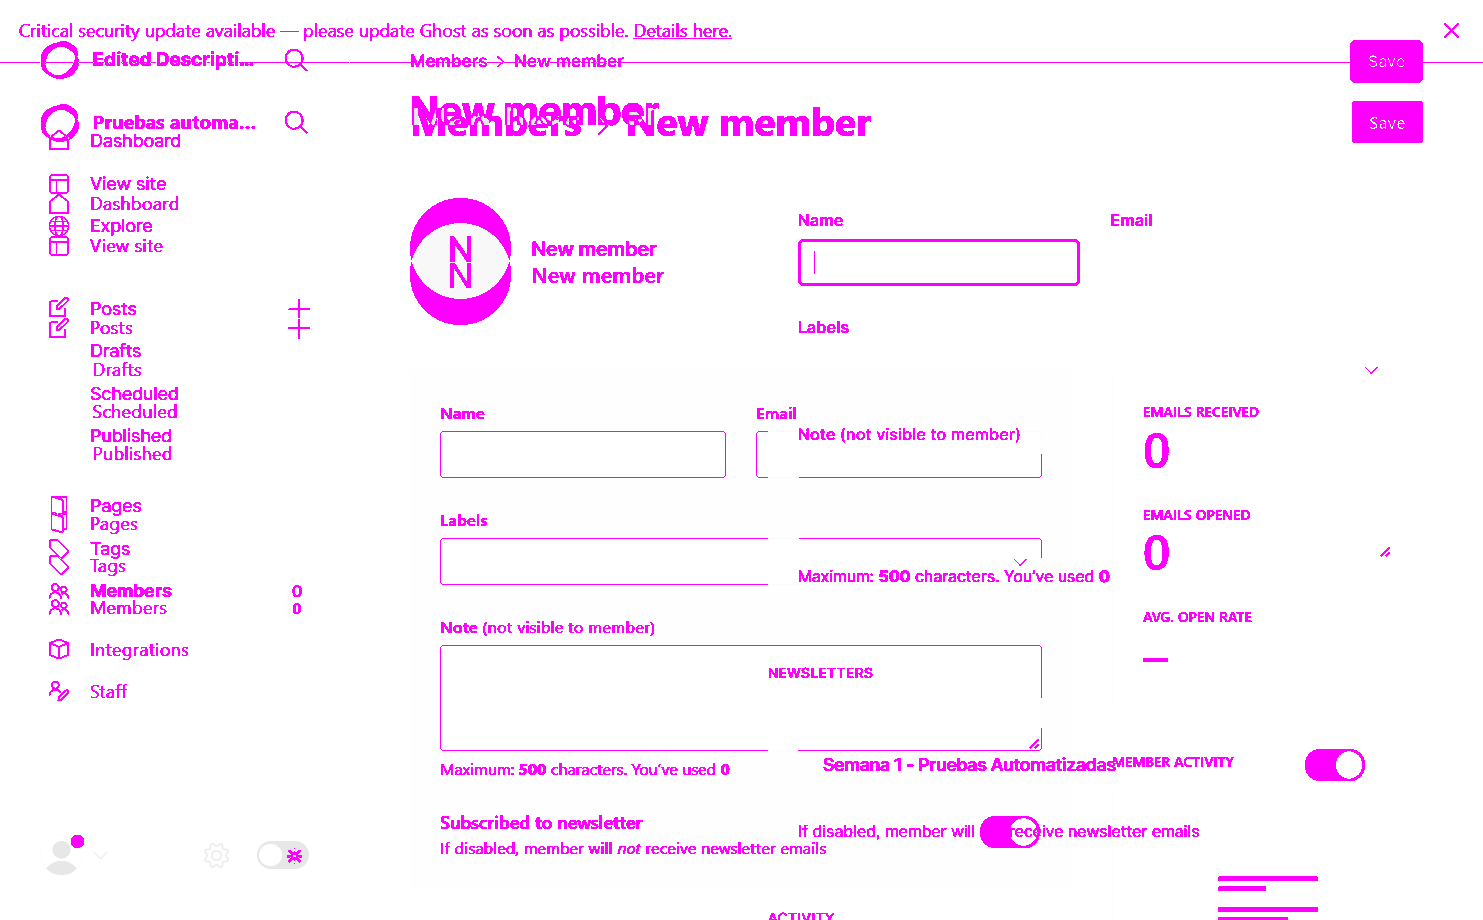 Critical security update available — please update Ghost as soon as possible. Details here.
Edited Descripti...
Members > New member
Save
New member
Pruebas automa...
Members > New member
Save
Dashboard
View site
Dashboard
Explore
View site
Name
Email
New member
N
N
New member
Posts
Posts
Labels
Drafts
Drafts
Scheduled
Scheduled
Published
Published
Name
Email
EMAILS RECEIVED
Note (not visible to member)
0
Pages
Pages
EMAILS OPENED
Labels
0
Tags
Tags
Maximum: 500 characters. You've used 0
Members 0
Members 0
AVG. OPEN RATE
Note (not visible to member)
–
Integrations
NEWSLETTERS
Staff
Maximum: 500 characters. You've used 0
Semana 1 - Pruebas Automatizadas
MEMBER ACTIVITY
Subscribed to newsletter
If disabled, member will receive newsletter emails
If disabled, member will not receive newsletter emails
ACTIVITY